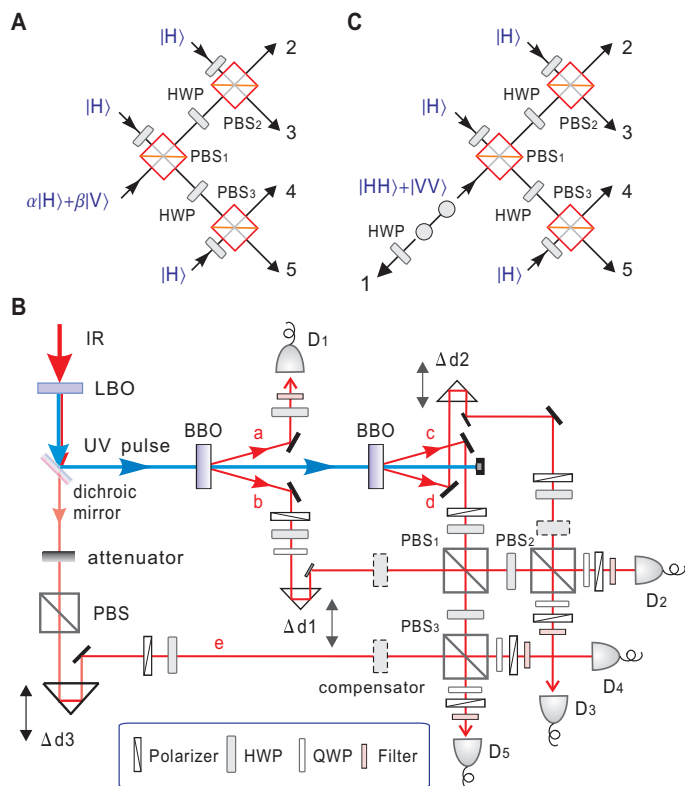 A
|H⟩
2
HWP
PBS2
|H⟩
3
PBS1
α|H⟩+β|V⟩
HWP
PBS3
4
|H⟩
5
C
|H⟩
2
HWP
PBS2
|H⟩
3
PBS1
|HH⟩+|VV⟩
HWP
HWP
PBS3
4
1
|H⟩
5
B
IR
LBO
UV pulse
dichroic
mirror
attenuator
PBS
Δd3
BBO
a
b
D1
BBO
c
d
Δd2
PBS1
PBS2
Δd1
D2
PBS3
e
compensator
D4
D3
D5
Polarizer
HWP
QWP
Filter